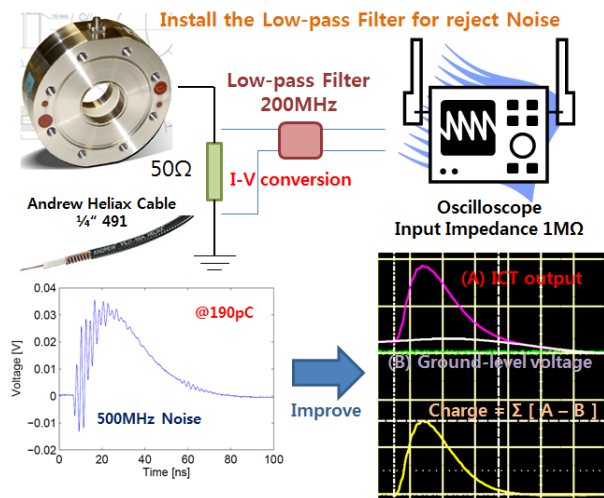 Install the Low-pass Filter for reject Noise
Low-pass Filter
200MHz
50Ω
I-V conversion
Andrew Heliax Cable
¼“ 491
Oscilloscope
Input Impedance 1MΩ
0.04
0.03
0.02
0.01
0.00
-0.01
-0.02
Voltage [V]
@190pC
500MHz Noise
0
20
40
60
80
100
Time [ns]
Improve
(A) ICT output
(B) Ground-level voltage
Charge = Σ [ A – B ]